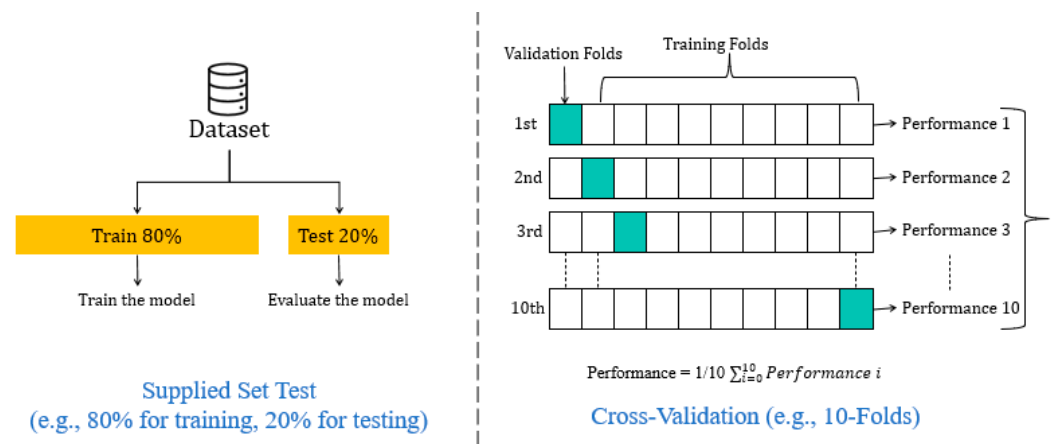 Dataset
Train 80%
Test 20%
Train the model
Evaluate the model
Supplied Set Test
(e.g., 80% for training, 20% for testing)
Validation Folds
Training Folds
1st
Performance 1
2nd
Performance 2
3rd
Performance 3
10th
Performance 10
Performance = 1/10 ∑_{i=0}^{10} Performance i
Cross-Validation (e.g., 10-Folds)